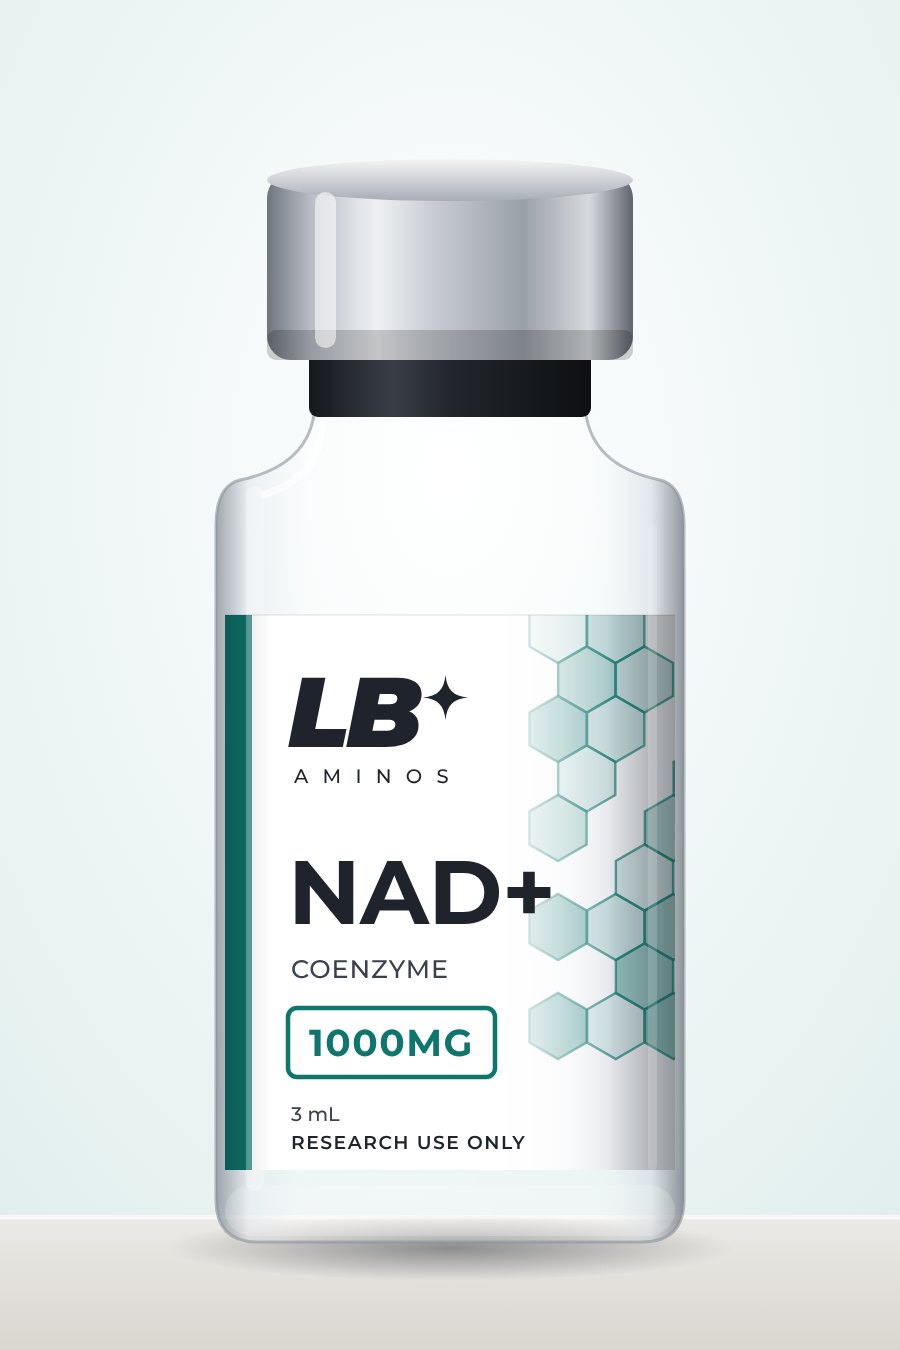 LB
AMINOS
NAD+
COENZYME
1000MG
3 mL
RESEARCH USE ONLY